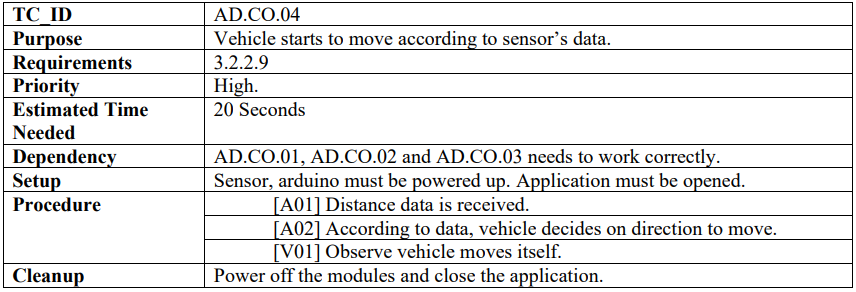 TC_ID AD.CO.04
Purpose Vehicle starts to move according to sensor's data.
Requirements 3.2.2.9
Priority High.
Estimated Time 20 Seconds
Needed
Dependency AD.CO.01, AD.CO.02 and AD.CO.03 needs to work correctly.
Setup Sensor, arduino must be powered up. Application must be opened.
Procedure [A01] Distance data is received.
[A02] According to data, vehicle decides on direction to move.
[V01] Observe vehicle moves itself.
Cleanup Power off the modules and close the application.